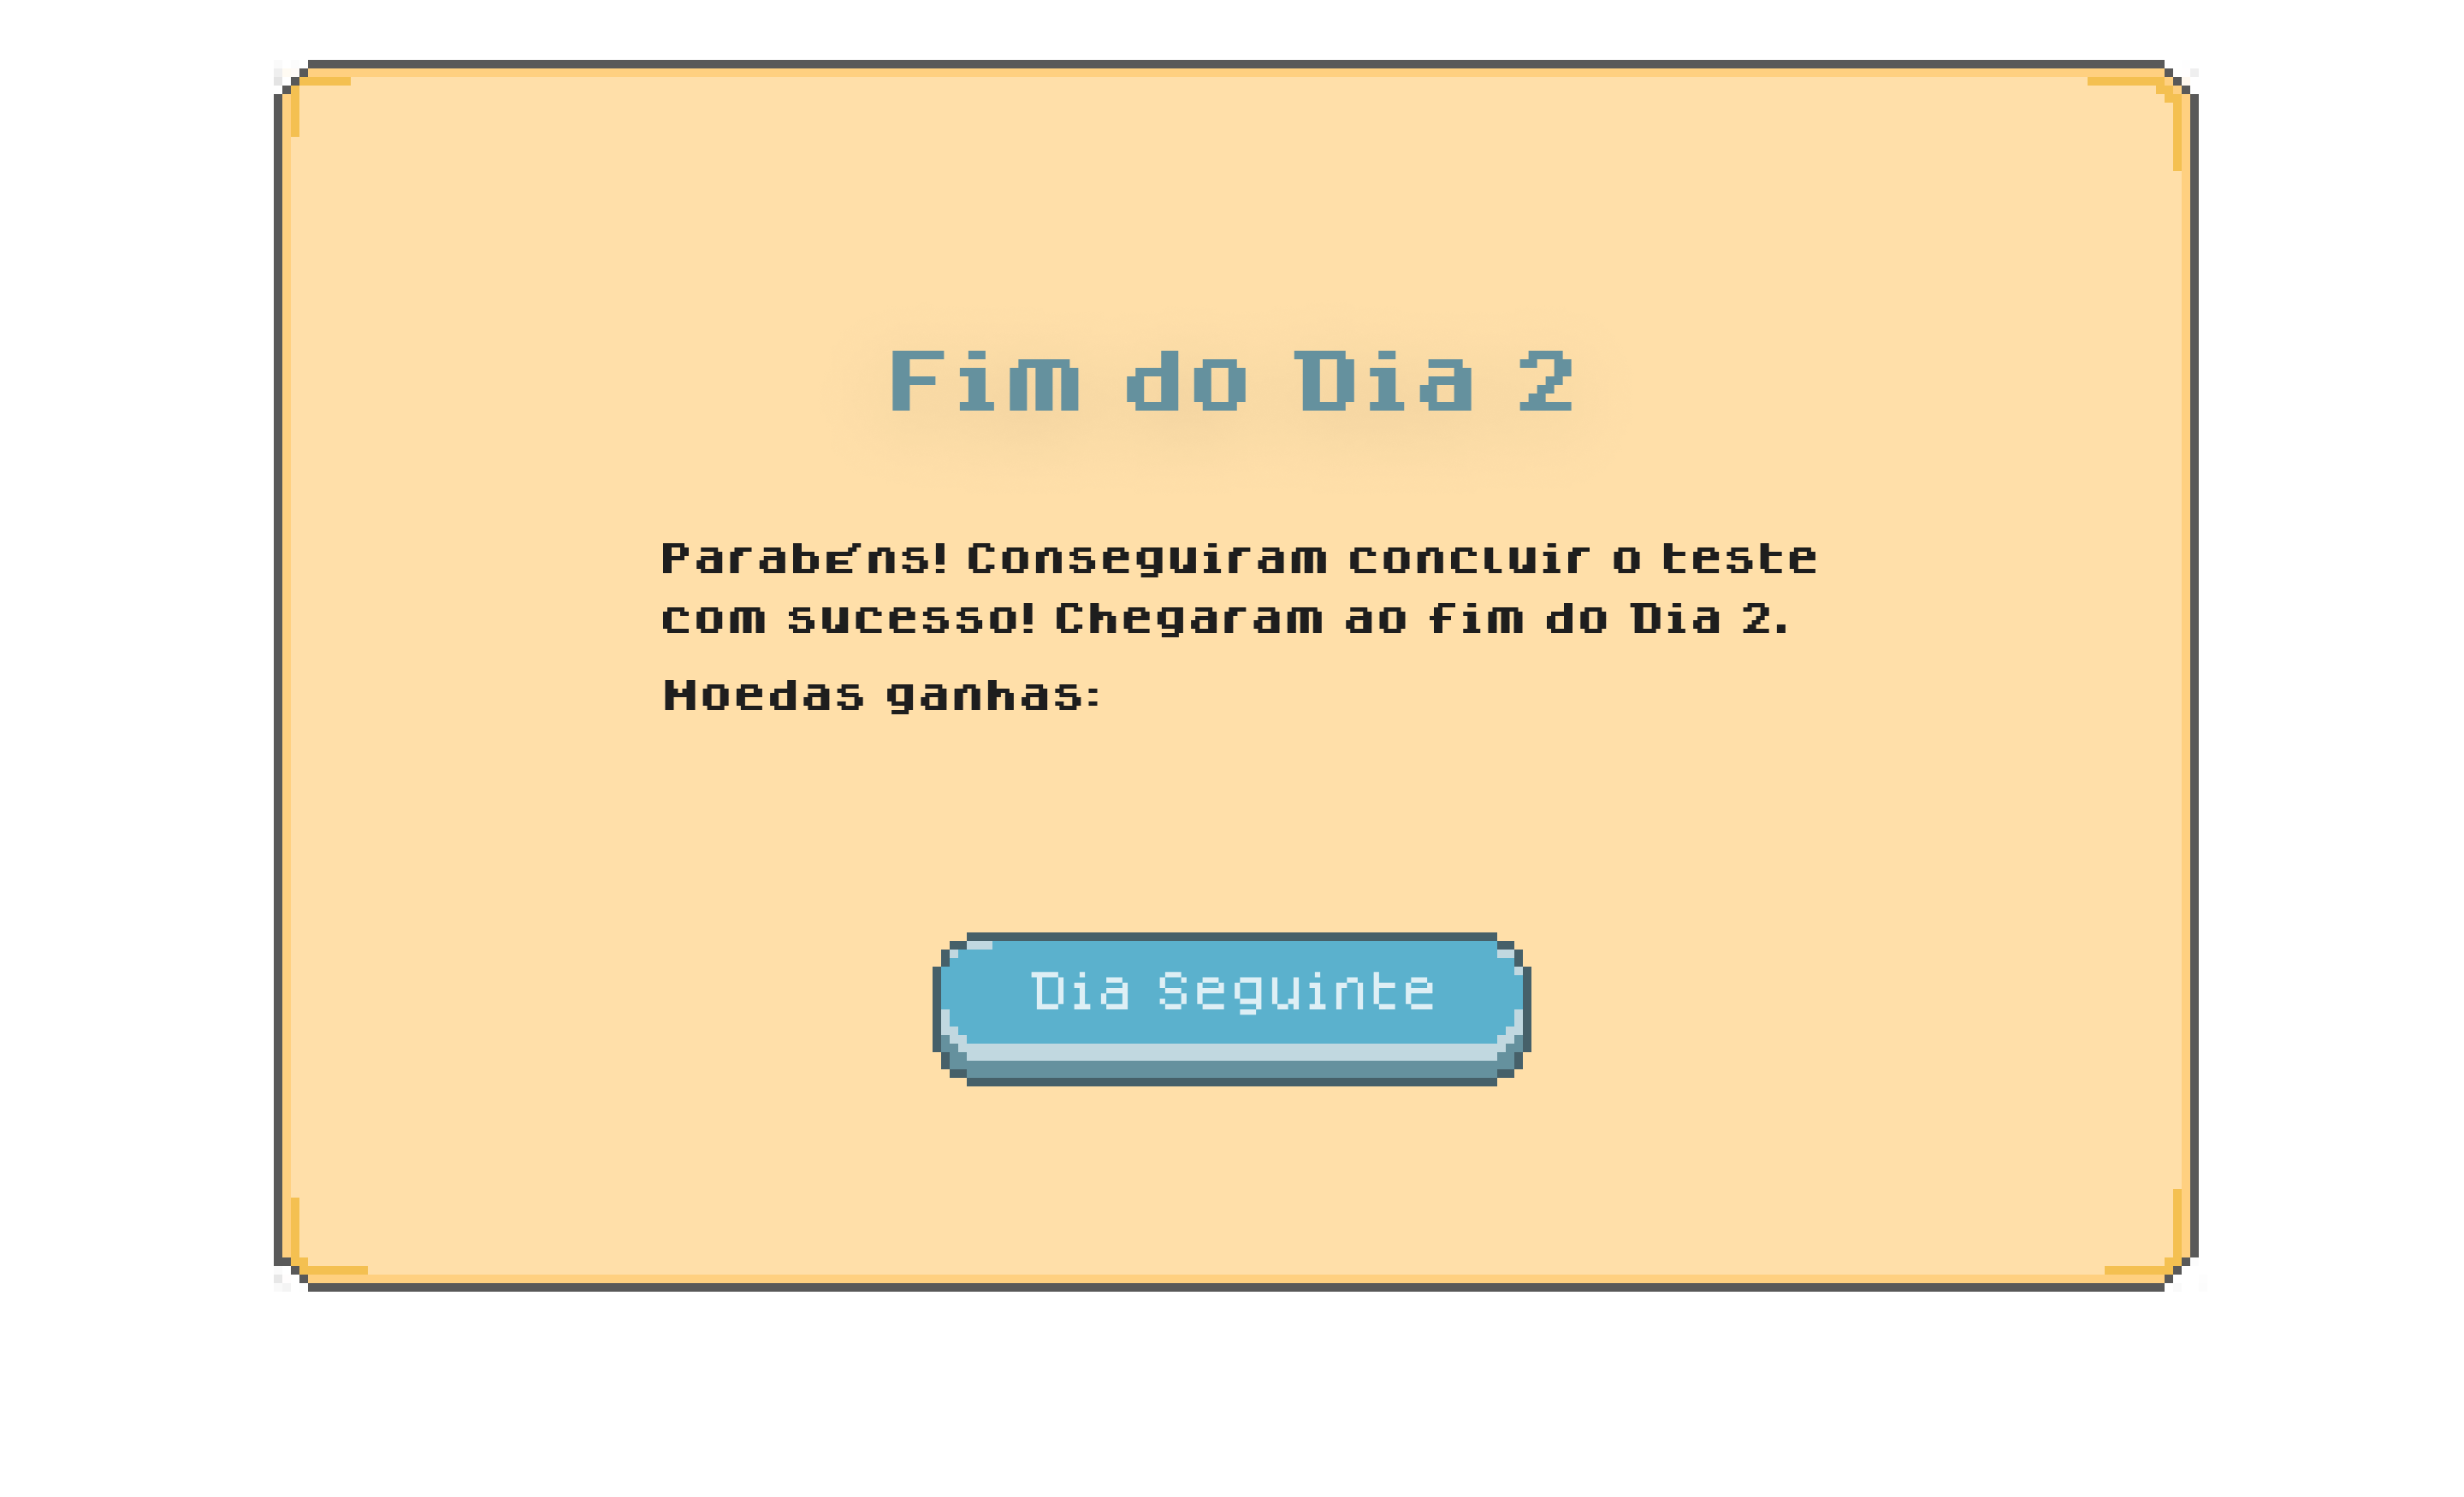 Fim do Dia 2
Parabéns! Conseguiram concluir o teste
com sucesso! Chegaram ao fim do Dia 2.
Moedas ganhas:
Dia Seguinte